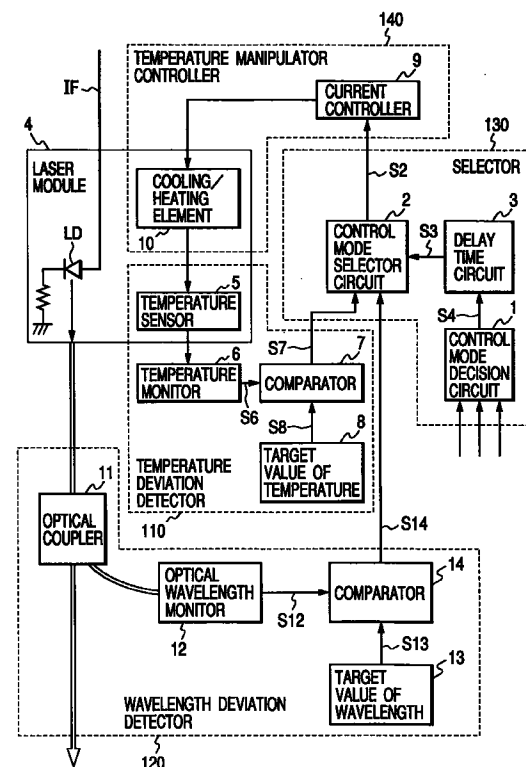 140
TEMPERATURE MANIPULATOR
CONTROLLER
9
CURRENT
CONTROLLER
IF
4
LASER
MODULE
LD
COOLING/
HEATING
ELEMENT
10
130
SELECTOR
S2
2
CONTROL
MODE
SELECTOR
CIRCUIT
S3
3
DELAY
TIME
CIRCUIT
S4
1
CONTROL
MODE
DECISION
CIRCUIT
5
TEMPERATURE
SENSOR
6
TEMPERATURE
MONITOR
S6
S7
7
COMPARATOR
S8
8
TARGET
VALUE OF
TEMPERATURE
TEMPERATURE
DEVIATION
DETECTOR
110
11
OPTICAL
COUPLER
S14
OPTICAL
WAVELENGTH
MONITOR
12
S12
14
COMPARATOR
S13
13
TARGET
VALUE OF
WAVELENGTH
WAVELENGTH DEVIATION
DETECTOR
120